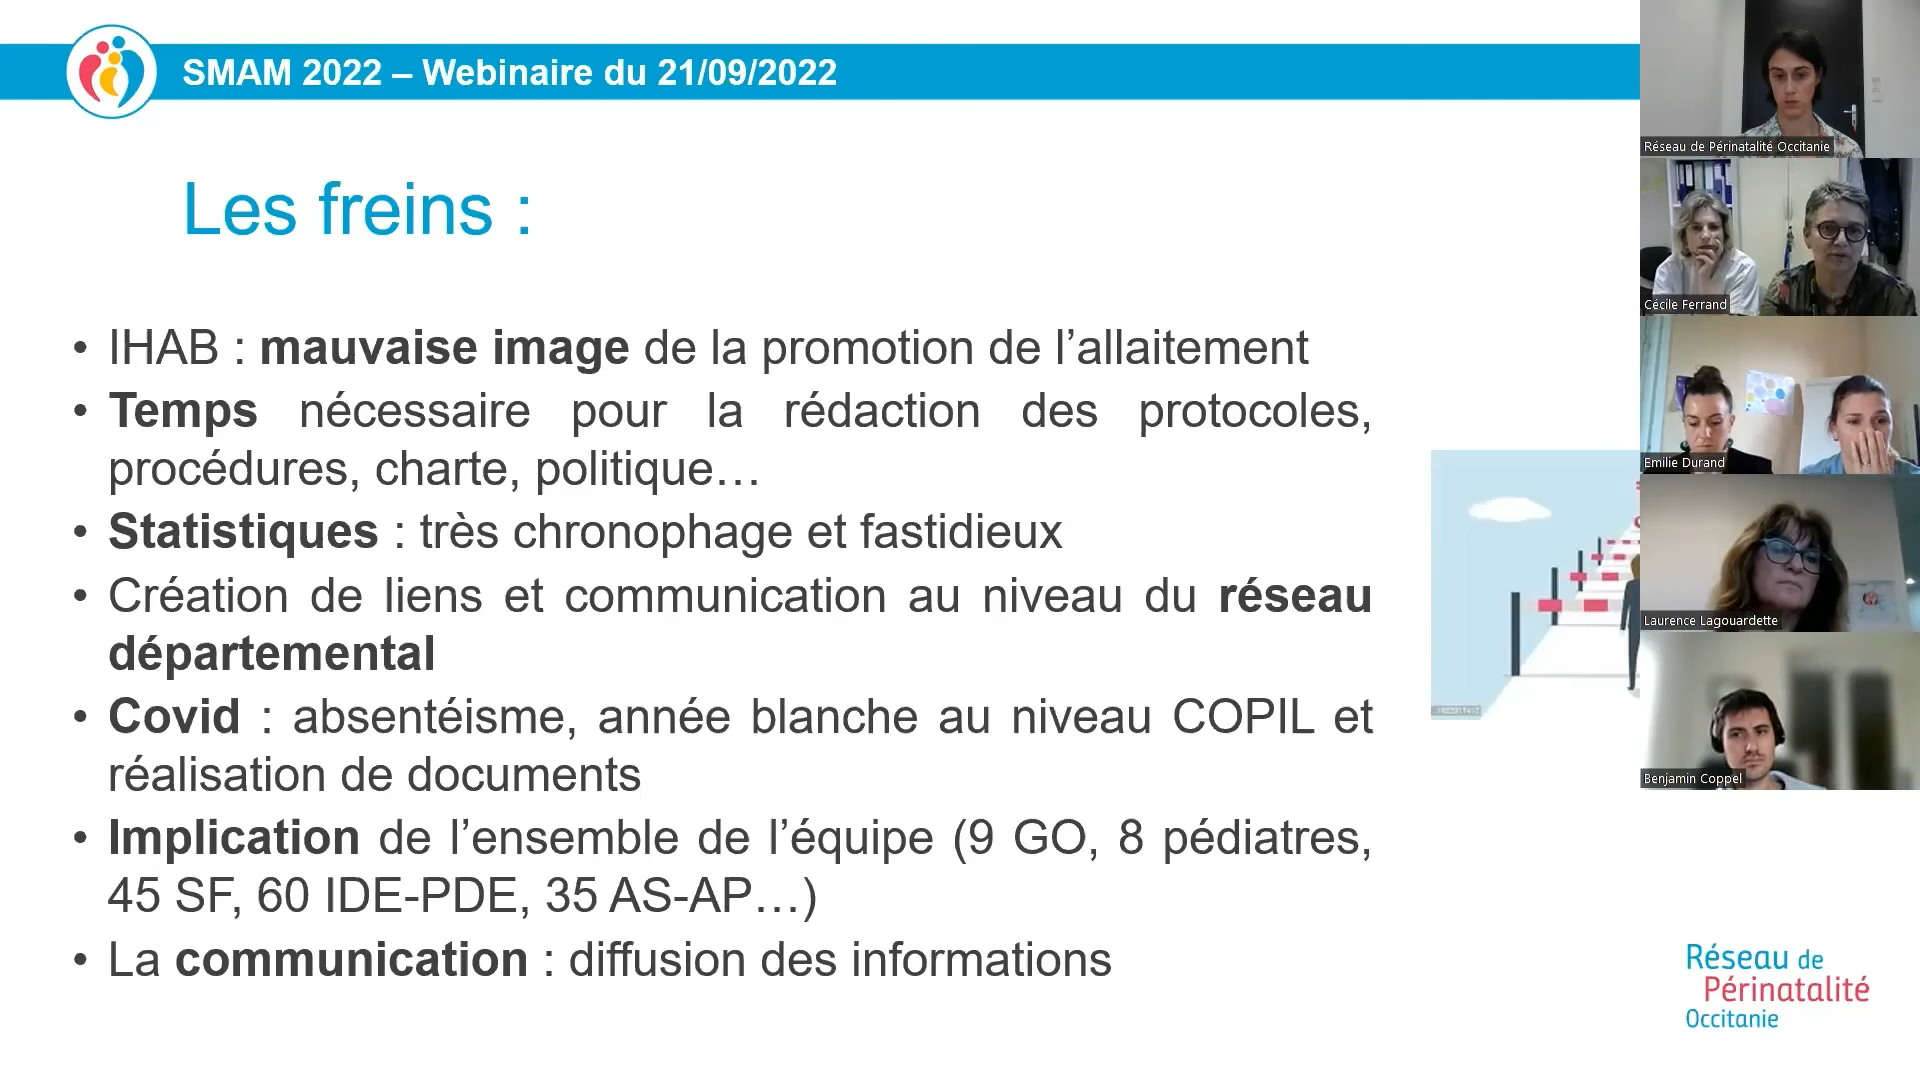 SMAM 2022 – Webinaire du 21/09/2022
Les freins :
• IHAB : mauvaise image de la promotion de l’allaitement
• Temps nécessaire pour la rédaction des protocoles,
procédures, charte, politique…
• Statistiques : très chronophage et fastidieux
• Création de liens et communication au niveau du réseau
départemental
• Covid : absentéisme, année blanche au niveau COPIL et
réalisation de documents
• Implication de l’ensemble de l’équipe (9 GO, 8 pédiatres,
45 SF, 60 IDE-PDE, 35 AS-AP…)
• La communication : diffusion des informations
Réseau de Périnatalité Occitanie
Cécile Ferrand
Emilie Durand
Laurence Lagouardette
Benjamin Coppel
Réseau de
Périnatalité
Occitanie